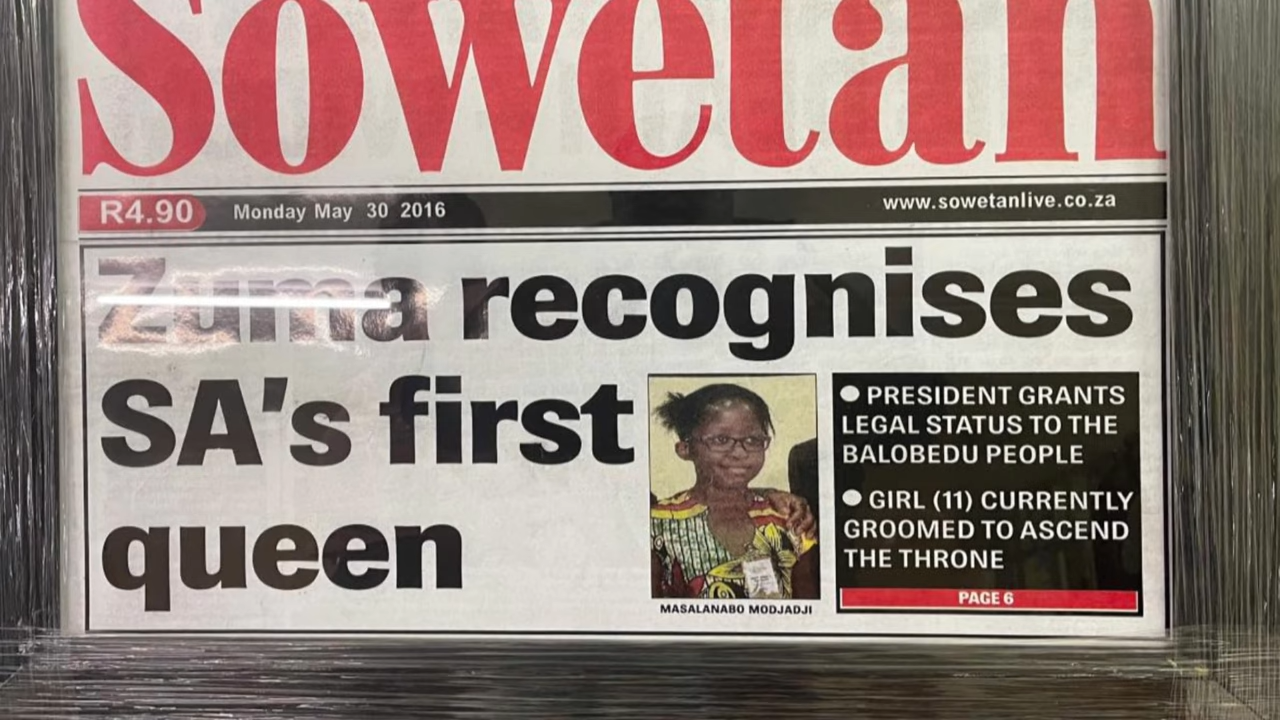 Sowetan
R4.90 Monday May 30 2016 www.sowetanlive.co.za
Zuma recognises
SA's first
queen
MASALANABO MODJADJI
● PRESIDENT GRANTS
LEGAL STATUS TO THE
BALOBEDU PEOPLE
● GIRL (11) CURRENTLY
GROOMED TO ASCEND
THE THRONE
PAGE 6